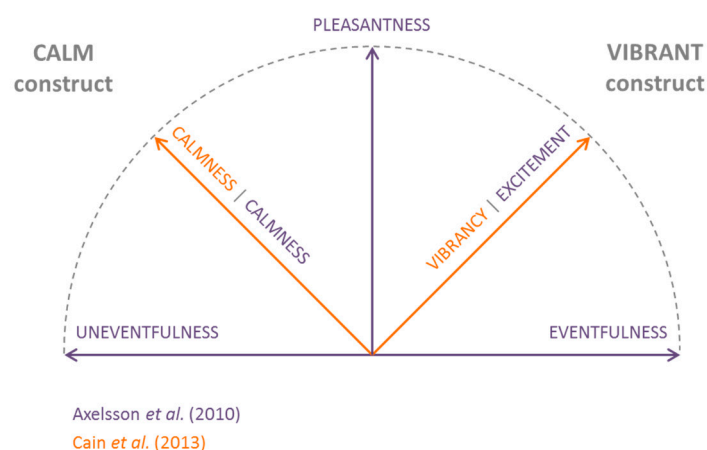 PLEASANTNESS
CALM
construct
VIBRANT
construct
CALMNESS | CALMNESS
VIBRANCY | EXCITEMENT
UNEVENTFULNESS
EVENTFULNESS
Axelsson et al. (2010)
Cain et al. (2013)